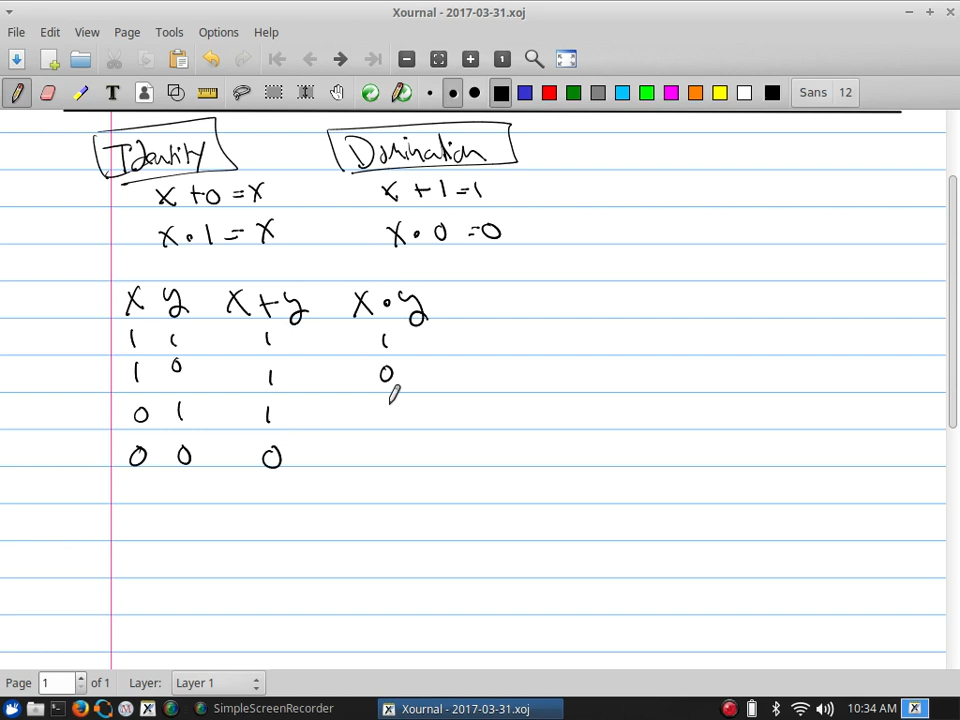 Xournal - 2017-03-31.xoj
File Edit View Page Tools Options Help
Sans 12
Identity Domination
x + 0 = x x + 1 = 1
x • 1 = x x • 0 = 0
x y x + y x • y
1 1 1 1
1 0 1 0
0 1 1
0 0 0
Page 1 of 1 Layer: Layer 1
SimpleScreenRecorder Xournal - 2017-03-31.xoj 10:34 AM